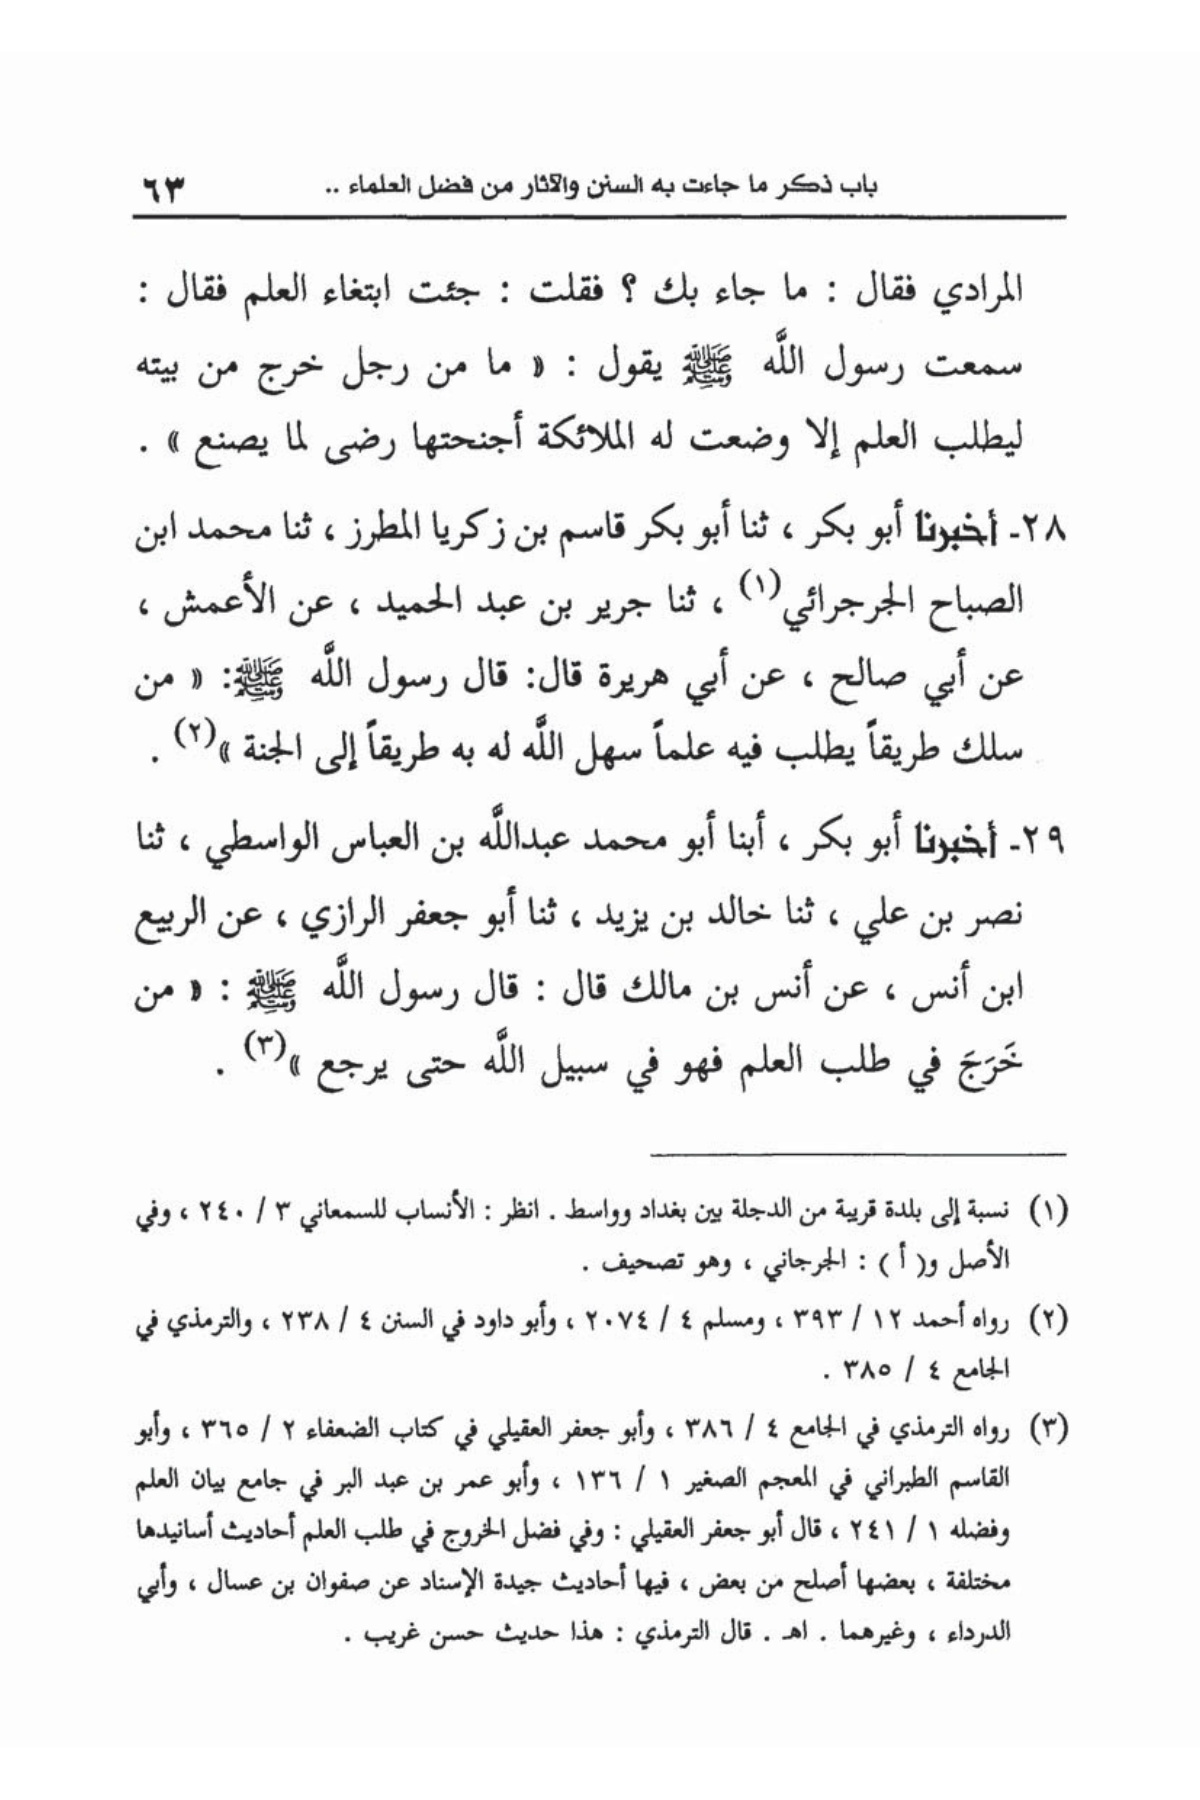 باب ذكر ما جاءت به السنن والآثار من فضل العلماء .. ٦٣
المرادي فقال : ما جاء بك ؟ فقلت : جئت ابتغاء العلم فقال :
سمعت رسول اللَّه ﷺ يقول : « ما من رجل خرج من بيته
ليطلب العلم إلا وضعت له الملائكة أجنحتها رضى لما يصنع » .
٢٨- أخبرنا أبو بكر ، ثنا أبو بكر قاسم بن زكريا المطرز ، ثنا محمد ابن
الصباح الجرجرائي(١) ، ثنا جرير بن عبد الحميد ، عن الأعمش ،
عن أبي صالح ، عن أبي هريرة قال: قال رسول اللَّه ﷺ: « من
سلك طريقاً يطلب فيه علماً سهل اللَّه له به طريقاً إلى الجنة »(٢) .
٢٩- أخبرنا أبو بكر ، أبنا أبو محمد عبداللَّه بن العباس الواسطي ، ثنا
نصر بن علي ، ثنا خالد بن يزيد ، ثنا أبو جعفر الرازي ، عن الربيع
ابن أنس ، عن أنس بن مالك قال : قال رسول اللَّه ﷺ : « من
خَرَجَ في طلب العلم فهو في سبيل اللَّه حتى يرجع »(٣) .
(١) نسبة إلى بلدة قريبة من الدجلة بين بغداد وواسط . انظر : الأنساب للسمعاني ٣ / ٢٤٠ ، وفي
الأصل و( أ ) : الجرجاني ، وهو تصحيف .
(٢) رواه أحمد ١٢ / ٣٩٣ ، ومسلم ٤ / ٢٠٧٤ ، وأبو داود في السنن ٤ / ٢٣٨ ، والترمذي في
الجامع ٤ / ٣٨٥ .
(٣) رواه الترمذي في الجامع ٤ / ٣٨٦ ، وأبو جعفر العقيلي في كتاب الضعفاء ٢ / ٣٦٥ ، وأبو
القاسم الطبراني في المعجم الصغير ١ / ١٣٦ ، وأبو عمر بن عبد البر في جامع بيان العلم
وفضله ١ / ٢٤١ ، قال أبو جعفر العقيلي : وفي فضل الخروج في طلب العلم أحاديث أسانيدها
مختلفة ، بعضها أصلح من بعض ، فيها أحاديث جيدة الإسناد عن صفوان بن عسال ، وأبي
الدرداء ، وغيرهما . اهـ . قال الترمذي : هذا حديث حسن غريب .